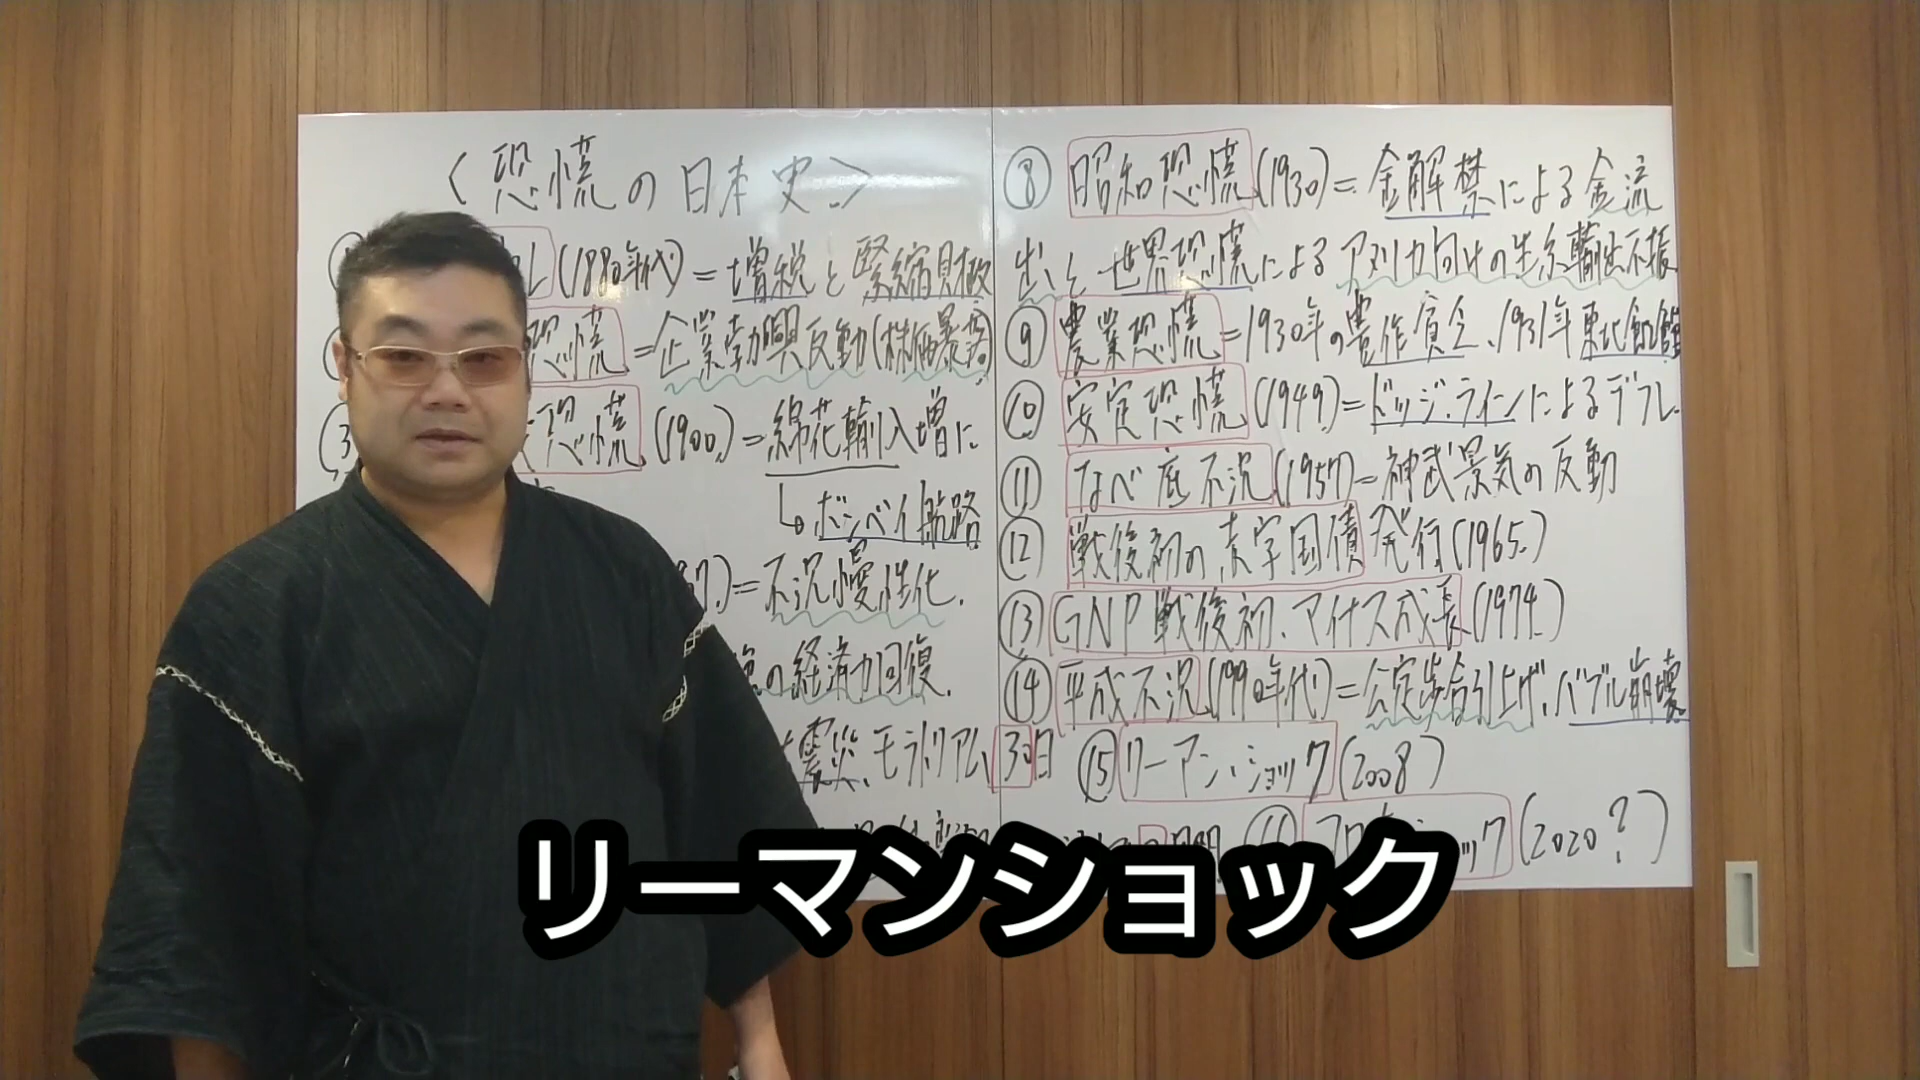 <恐慌の日本史>
(1880年代)=増税と緊縮財政
恐慌=企業勃興反動(株価暴落)
恐慌(1900)=綿花輸入増に
↳ボンベイ航路
)=不況慢性化.
の経済力回復.
震災、モラトリアム30日
⑧昭和恐慌(1930)=金解禁による金流
出と世界恐慌によるアメリカ向けの生糸輸出不振
⑨農業恐慌=1930年の豊作貧乏、1931年東北飢饉
⑩安定恐慌(1949)=ドッジ・ラインによるデフレ.
⑪なべ底不況(1957)=神武景気の反動
⑫戦後初の赤字国債発行(1965.)
⑬GNP戦後初、マイナス成長(1974.)
⑭平成不況(1990年代)=公定歩合引上げ、バブル崩壊
⑮リーマン・ショック(2008)
(2020?)
リーマンショック